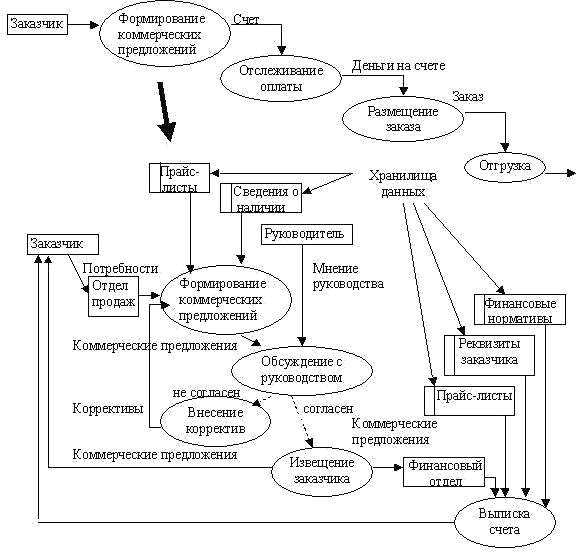 Заказчик
Формирование
коммерческих
предложений
Счет
Отслеживание
оплаты
Деньги на счете
Размещение
заказа
Заказ
Отгрузка
Прайс-
листы
Сведения о
наличии
Хранилища
данных
Руководитель
Заказчик
Потребности
Отдел
продаж
Формирование
коммерческих
предложений
Мнение
руководства
Финансовые
нормативы
Коммерческие предложения
Обсуждение с
руководством
Реквизиты
заказчика
не согласен
Прайс-листы
Коррективы
Внесение
корректив
согласен
Коммерческие
предложения
Коммерческие предложения
Извещение
заказчика
Финансовый
отдел
Выписка
счета